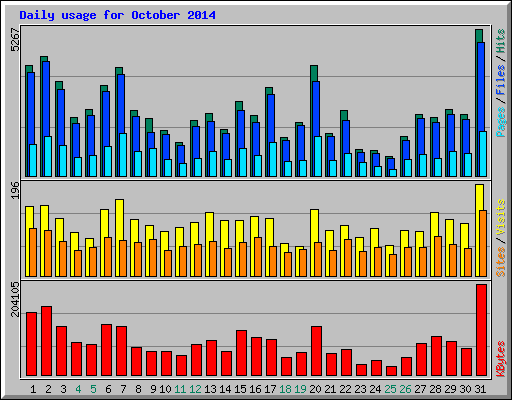 Daily usage for October 2014
5267
Pages / Files / Hits
196
Sites / Visits
204105
KBytes
1 2 3 4 5 6 7 8 9 10 11 12 13 14 15 16 17 18 19 20 21 22 23 24 25 26 27 28 29 30 31